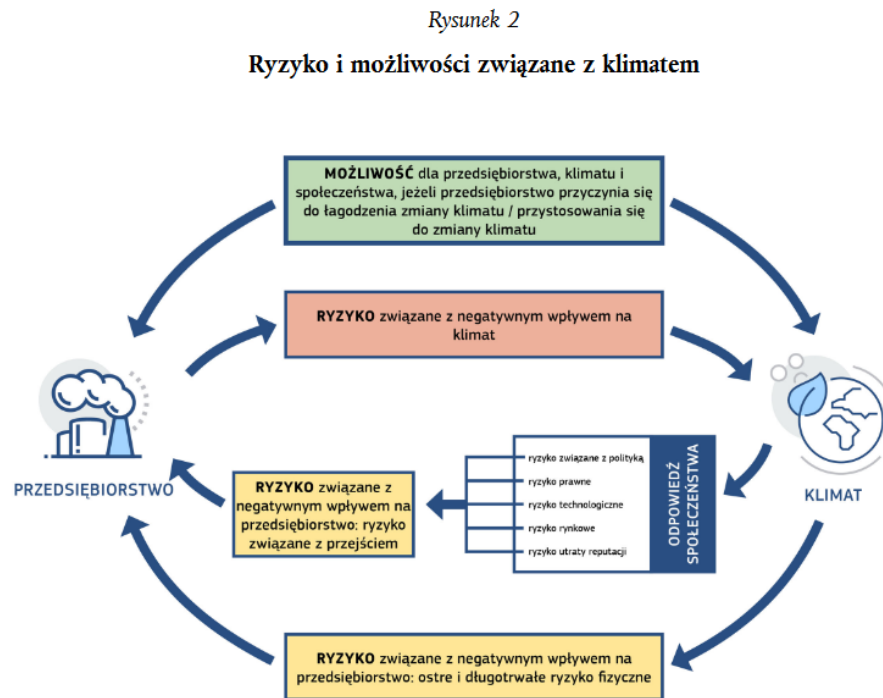 Rysunek 2
Ryzyko i możliwości związane z klimatem
MOŻLIWOŚĆ dla przedsiębiorstwa, klimatu i
społeczeństwa, jeżeli przedsiębiorstwo przyczynia się
do łagodzenia zmiany klimatu / przystosowania się
do zmiany klimatu
RYZYKO związane z negatywnym wpływem na
klimat
PRZEDSIĘBIORSTWO
RYZYKO związane z
negatywnym wpływem na
przedsiębiorstwo: ryzyko
związane z przejściem
ryzyko związane z polityką
ryzyko prawne
ryzyko technologiczne
ryzyko rynkowe
ryzyko utraty reputacji
ODPOWIEDŹ
SPOŁECZEŃSTWA
KLIMAT
RYZYKO związane z negatywnym wpływem na
przedsiębiorstwo: ostre i długotrwałe ryzyko fizyczne